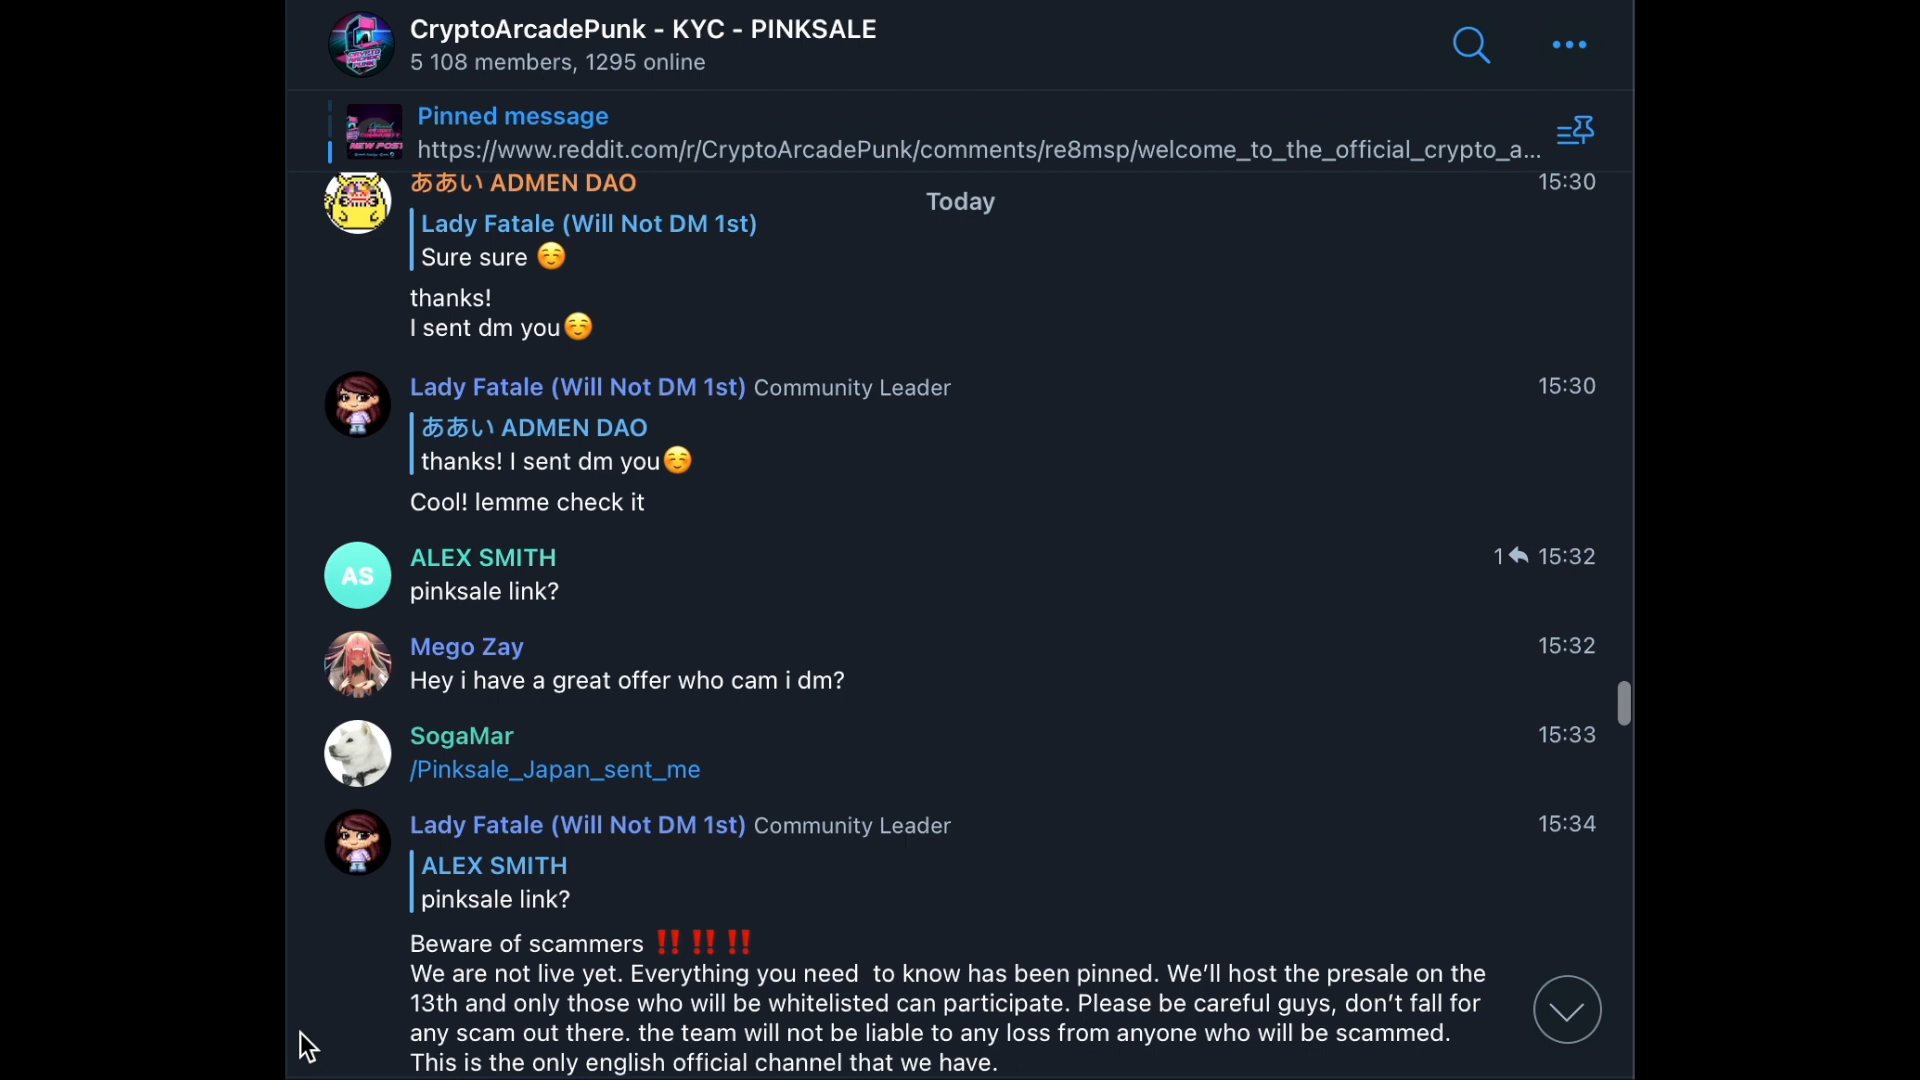 CryptoArcadePunk - KYC - PINKSALE
5 108 members, 1295 online
Pinned message
https://www.reddit.com/r/CryptoArcadePunk/comments/re8msp/welcome_to_the_official_crypto_a...
NEW POST
ああい ADMEN DAO 15:30
Today
Lady Fatale (Will Not DM 1st)
Sure sure ☺️
thanks!
I sent dm you☺️
Lady Fatale (Will Not DM 1st) Community Leader 15:30
ああい ADMEN DAO
thanks! I sent dm you☺️
Cool! lemme check it
AS
ALEX SMITH 1 15:32
pinksale link?
Mego Zay 15:32
Hey i have a great offer who cam i dm?
SogaMar 15:33
/Pinksale_Japan_sent_me
Lady Fatale (Will Not DM 1st) Community Leader 15:34
ALEX SMITH
pinksale link?
Beware of scammers ‼️ ‼️ ‼️
We are not live yet. Everything you need  to know has been pinned. We’ll host the presale on the
13th and only those who will be whitelisted can participate. Please be careful guys, don’t fall for
any scam out there. the team will not be liable to any loss from anyone who will be scammed.
This is the only english official channel that we have.